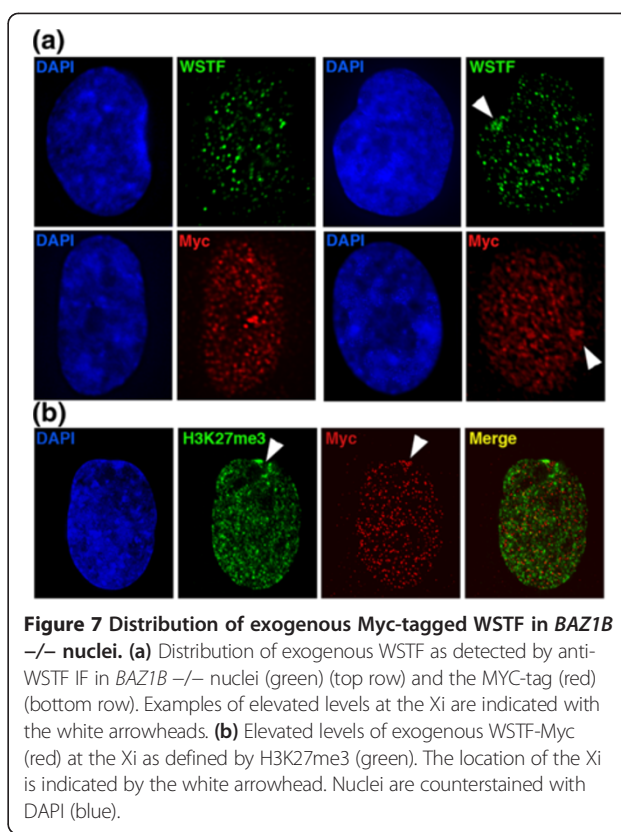 (a)
DAPI WSTF DAPI WSTF
DAPI Myc DAPI Myc
(b)
DAPI H3K27me3 Myc Merge
Figure 7 Distribution of exogenous Myc-tagged WSTF in BAZ1B
−/− nuclei. (a) Distribution of exogenous WSTF as detected by anti-
WSTF IF in BAZ1B −/− nuclei (green) (top row) and the MYC-tag (red)
(bottom row). Examples of elevated levels at the Xi are indicated with
the white arrowheads. (b) Elevated levels of exogenous WSTF-Myc
(red) at the Xi as defined by H3K27me3 (green). The location of the Xi
is indicated by the white arrowhead. Nuclei are counterstained with
DAPI (blue).